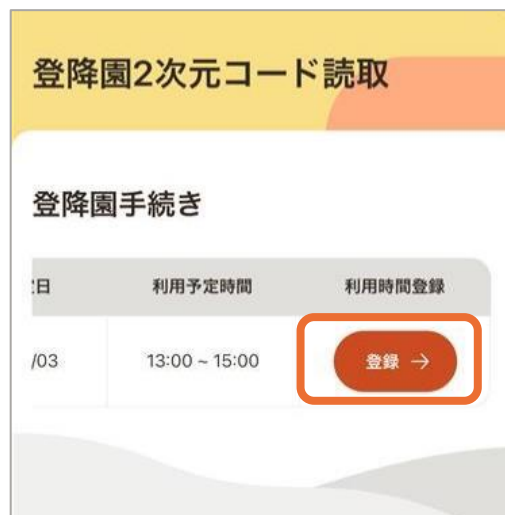 登降園2次元コード読取
登降園手続き
日 利用予定時間 利用時間登録
/03 13:00 ~ 15:00 登録 →